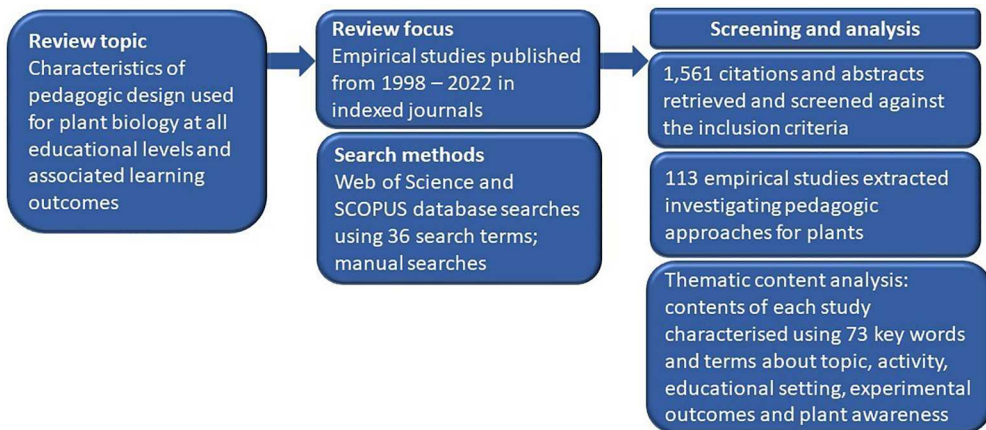 Review topic
Characteristics of
pedagogic design used
for plant biology at all
educational levels and
associated learning
outcomes
Review focus
Empirical studies published
from 1998 – 2022 in
indexed journals
Search methods
Web of Science and
SCOPUS database searches
using 36 search terms;
manual searches
Screening and analysis
1,561 citations and abstracts
retrieved and screened against
the inclusion criteria
113 empirical studies extracted
investigating pedagogic
approaches for plants
Thematic content analysis:
contents of each study
characterised using 73 key words
and terms about topic, activity,
educational setting, experimental
outcomes and plant awareness